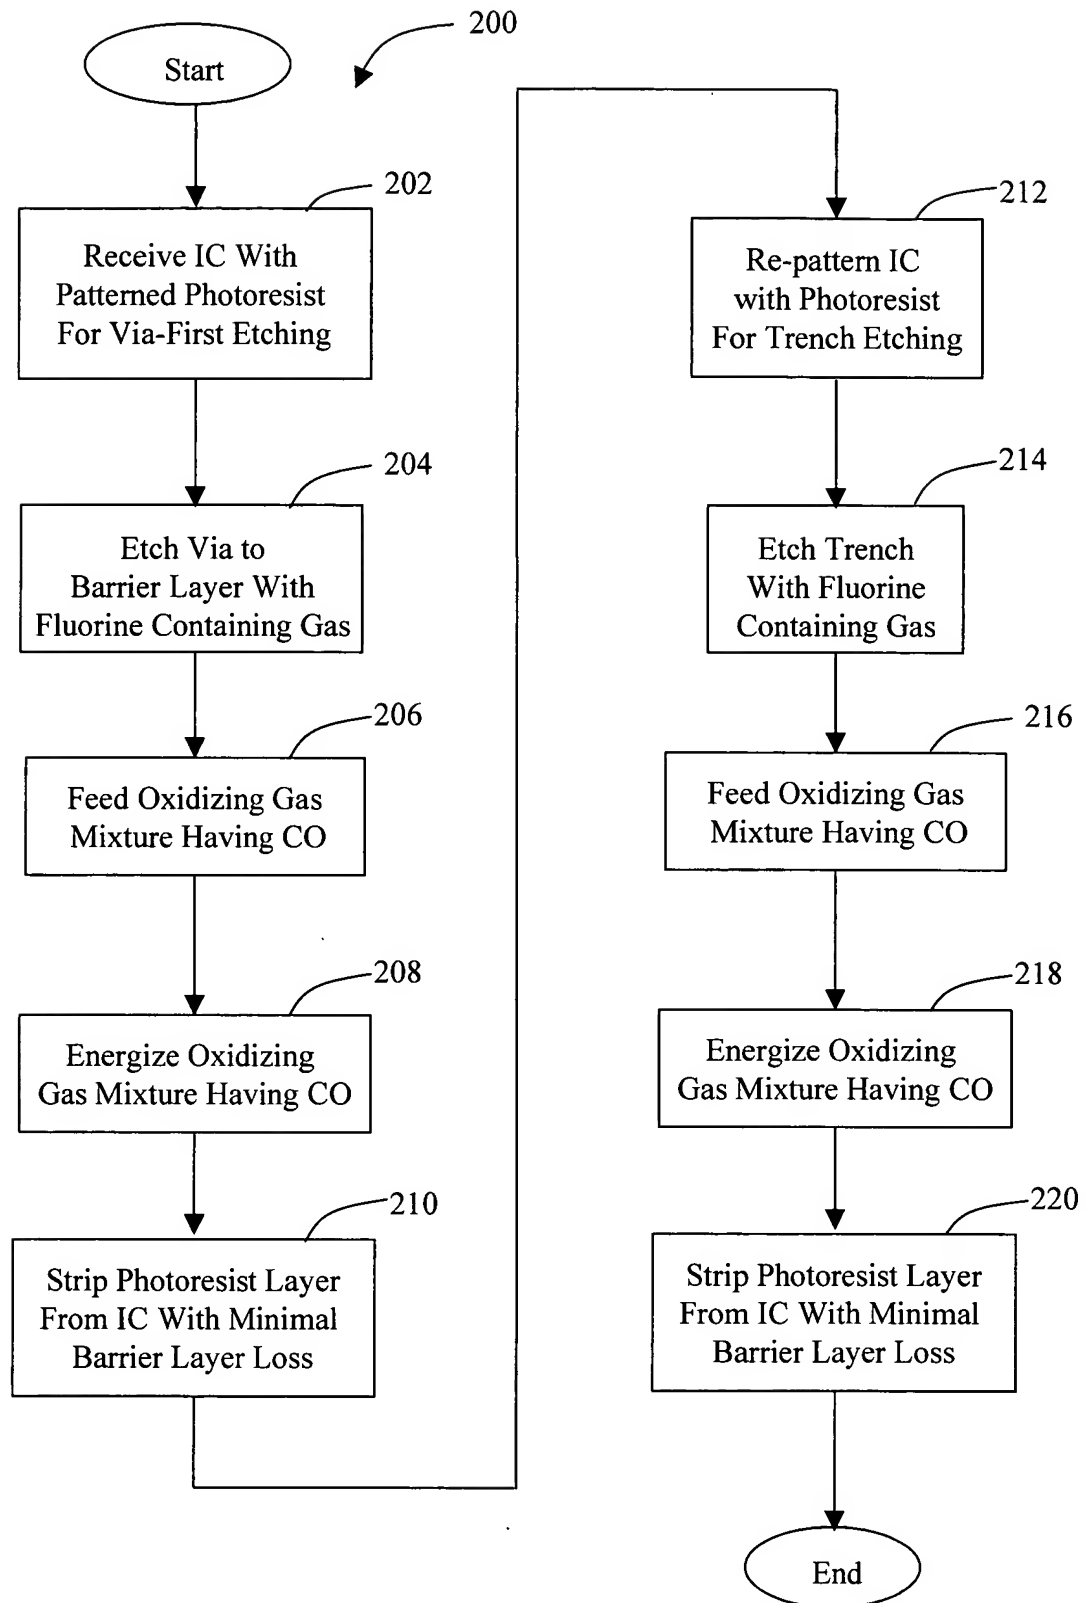 200
Start
202
Receive IC With
Patterned Photoresist
For Via-First Etching
204
Etch Via to
Barrier Layer With
Fluorine Containing Gas
206
Feed Oxidizing Gas
Mixture Having CO
208
Energize Oxidizing
Gas Mixture Having CO
210
Strip Photoresist Layer
From IC With Minimal
Barrier Layer Loss
212
Re-pattern IC
with Photoresist
For Trench Etching
214
Etch Trench
With Fluorine
Containing Gas
216
Feed Oxidizing Gas
Mixture Having CO
218
Energize Oxidizing
Gas Mixture Having CO
220
Strip Photoresist Layer
From IC With Minimal
Barrier Layer Loss
End